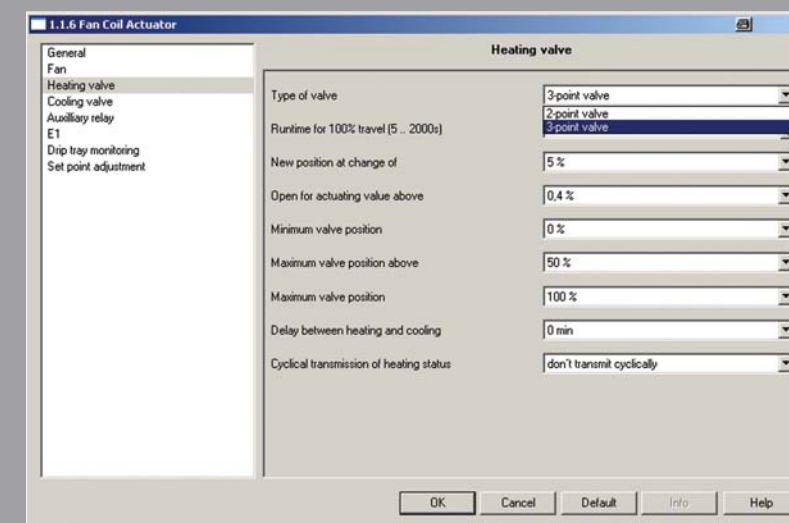 1.1.6 Fan Coil Actuator
General
Fan
Heating valve
Cooling valve
Auxilliary relay
E1
Drip tray monitoring
Set point adjustment
Heating valve
Type of valve
3-point valve
2-point valve
3-point valve
Runtime for 100% travel (5 .. 2000s)
New position at change of
5 %
Open for actuating value above
0,4 %
Minimum valve position
0 %
Maximum valve position above
50 %
Maximum valve position
100 %
Delay between heating and cooling
0 min
Cyclical transmission of heating status
don´t transmit cyclically
OK
Cancel
Default
Info
Help